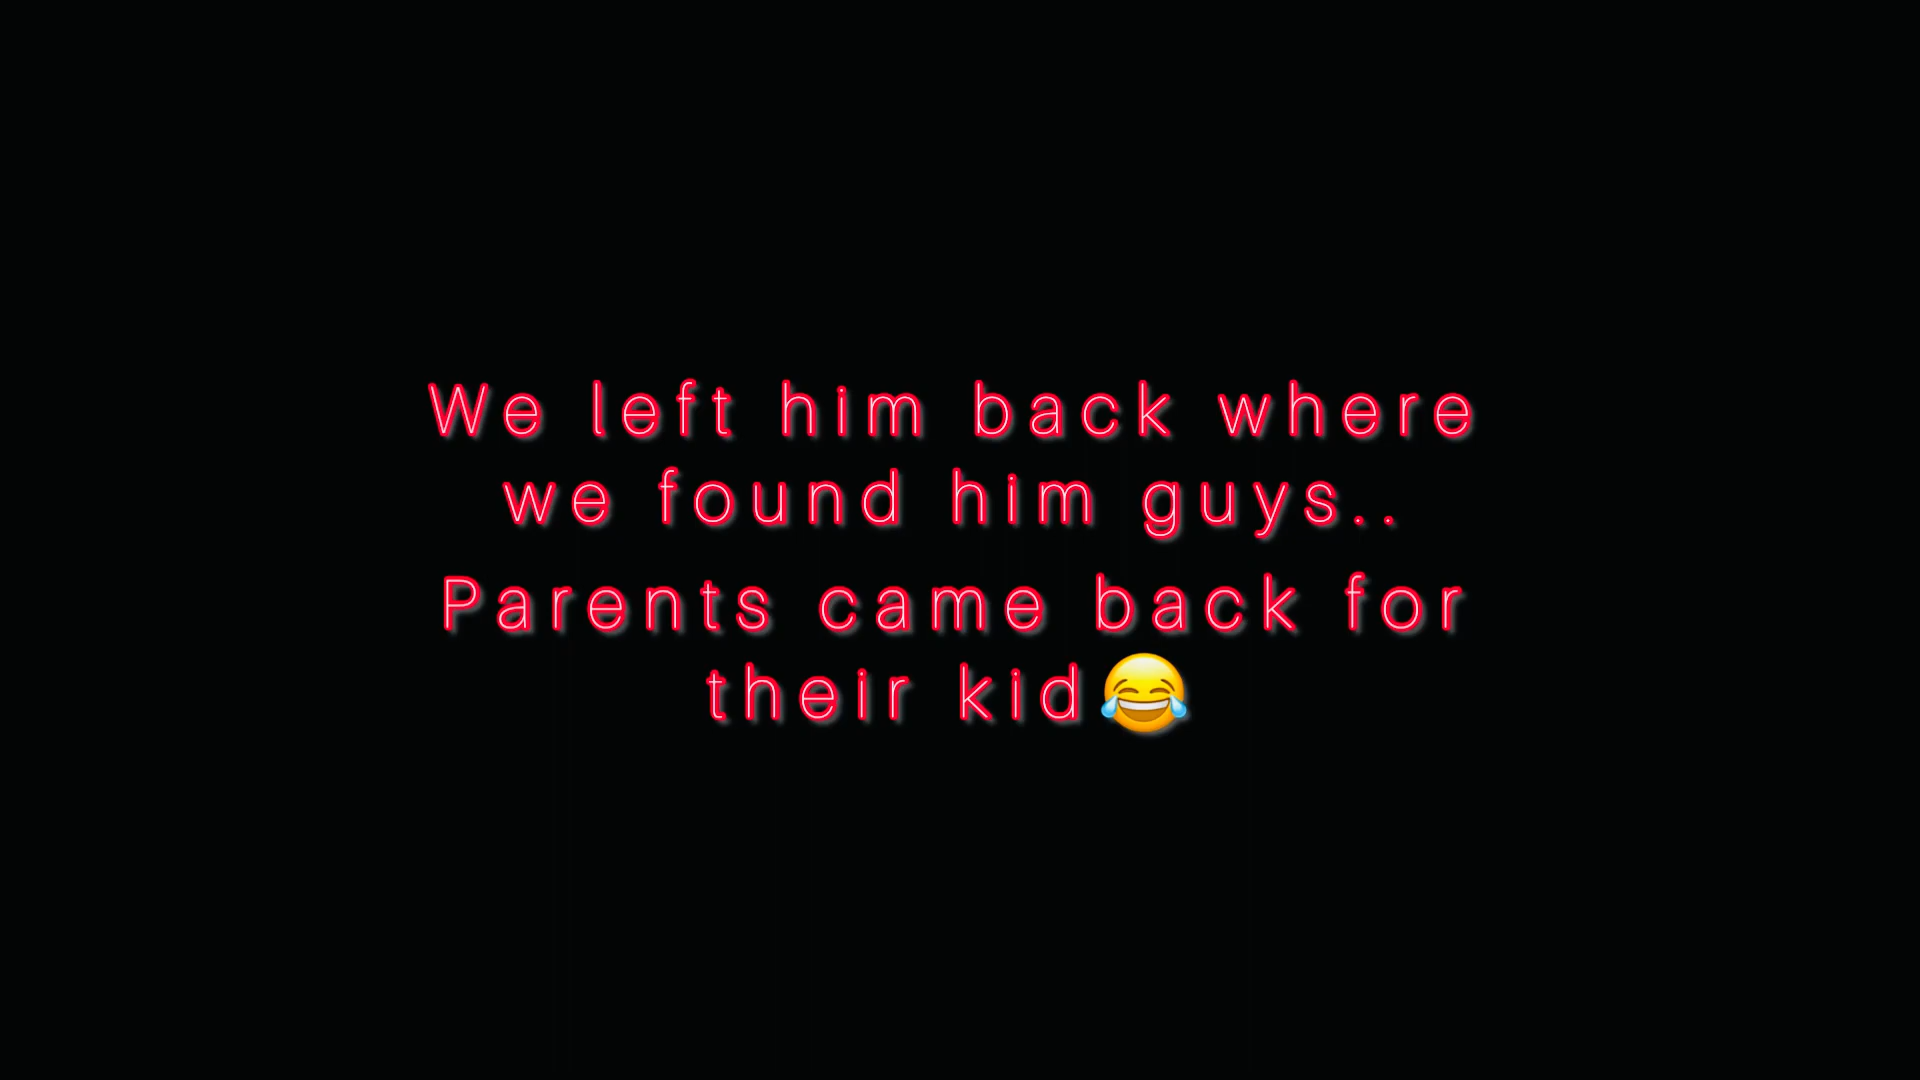 We left him back where
we found him guys..
Parents came back for
their kid😂